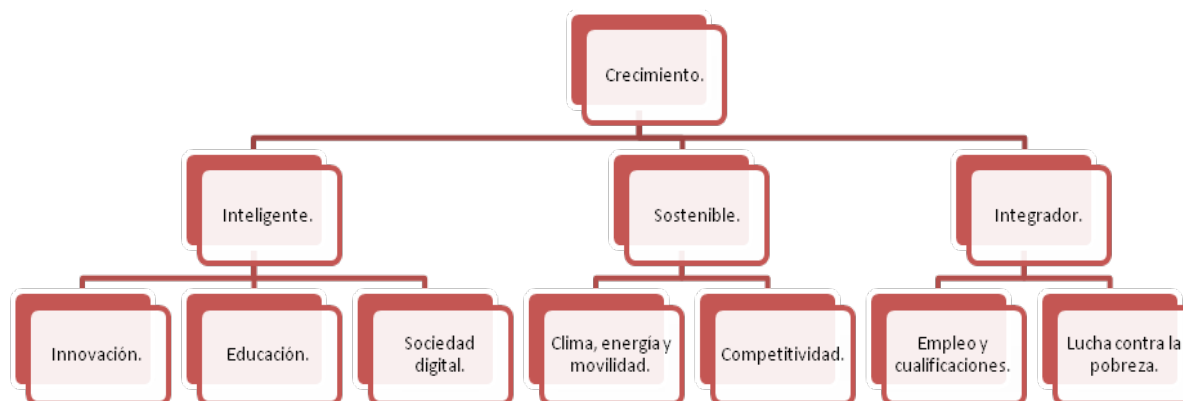 Crecimiento.
Inteligente.
Sostenible.
Integrador.
Innovación.
Educación.
Sociedad
digital.
Clima, energía y
movilidad.
Competitividad.
Empleo y
cualificaciones.
Lucha contra la
pobreza.